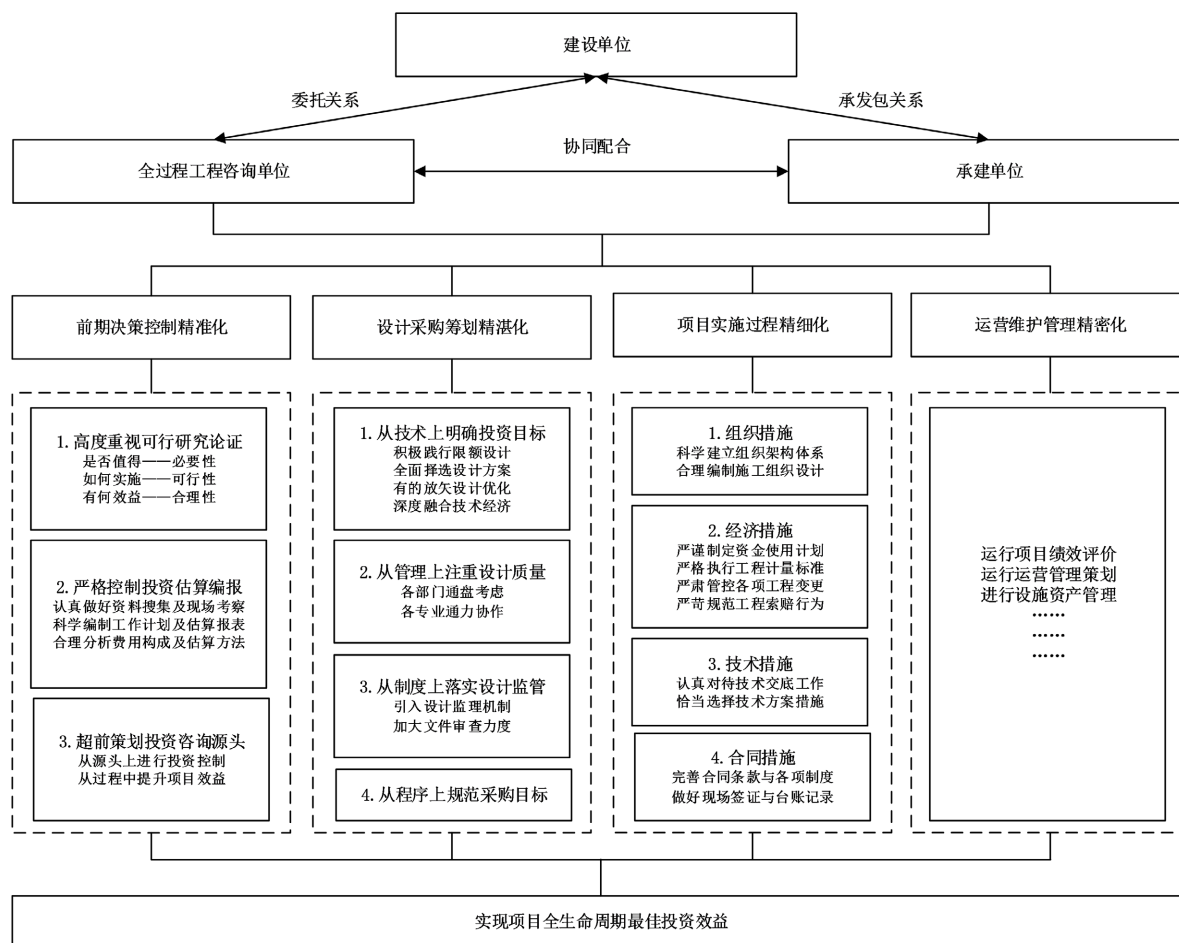 建设单位
委托关系
承发包关系
全过程工程咨询单位
协同配合
承建单位
前期决策控制精准化
设计采购筹划精湛化
项目实施过程精细化
运营维护管理精密化
1.高度重视可行研究论证
是否值得——必要性
如何实施——可行性
有何效益——合理性
2.严格控制投资估算编报
认真做好资料搜集及现场考察
科学编制工作计划及估算报表
合理分析费用构成及估算方法
3.超前策划投资咨询源头
从源头上进行投资控制
从过程中提升项目效益
1.从技术上明确投资目标
积极践行限额设计
全面择选设计方案
有的放矢设计优化
深度融合技术经济
2.从管理上注重设计质量
各部门通盘考虑
各专业通力协作
3.从制度上落实设计监管
引入设计监理机制
加大文件审查力度
4.从程序上规范采购目标
1.组织措施
科学建立组织架构体系
合理编制施工组织设计
2.经济措施
严谨制定资金使用计划
严格执行工程计量标准
严肃管控各项工程变更
严苛规范工程索赔行为
3.技术措施
认真对待技术交底工作
恰当选择技术方案措施
4.合同措施
完善合同条款与各项制度
做好现场签证与台账记录
运行项目绩效评价
运行运营管理策划
进行设施资产管理
……
……
……
实现项目全生命周期最佳投资效益